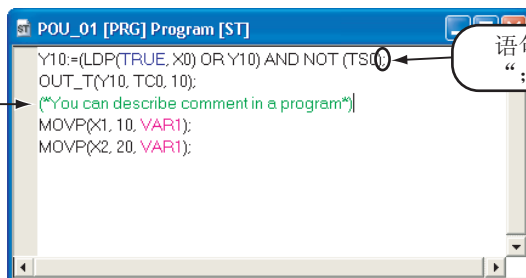 ST POU_01 [PRG] Program [ST]
Y10:=(LDP(TRUE, X0) OR Y10) AND NOT (TS0);
OUT_T(Y10, TC0, 10);
(*You can describe comment in a program*)
MOVP(X1, 10, VAR1);
MOVP(X2, 20, VAR1);
语
“;